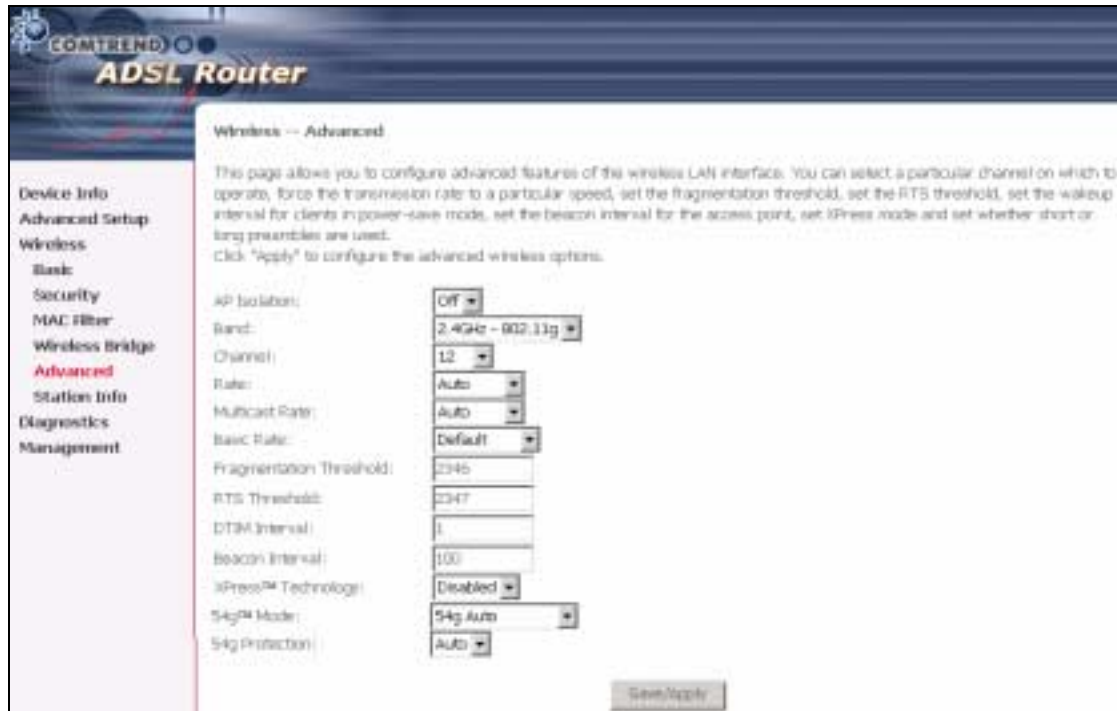 COMTREND
ADSL Router
Wireless -- Advanced
This page allows you to configure advanced features of the wireless LAN interface. You can select a particular channel on which to
operate, force the transmission rate to a particular speed, set the fragmentation threshold, set the RTS threshold, set the wakeup
interval for clients in power-save mode, set the beacon interval for the access point, set XPress mode and set whether short or
long preambles are used.
Click "Apply" to configure the advanced wireless options.
Device Info
Advanced Setup
Wireless
Basic
Security
MAC Filter
Wireless Bridge
Advanced
Station Info
Diagnostics
Management
AP Isolation: Off
Band: 2.4GHz - 802.11g
Channel: 12
Rate: Auto
Multicast Rate: Auto
Basic Rate: Default
Fragmentation Threshold: 2346
RTS Threshold: 2347
DTIM Interval: 1
Beacon Interval: 100
XPress™ Technology: Disabled
54g™ Mode: 54g Auto
54g Protection: Auto
Save/Apply